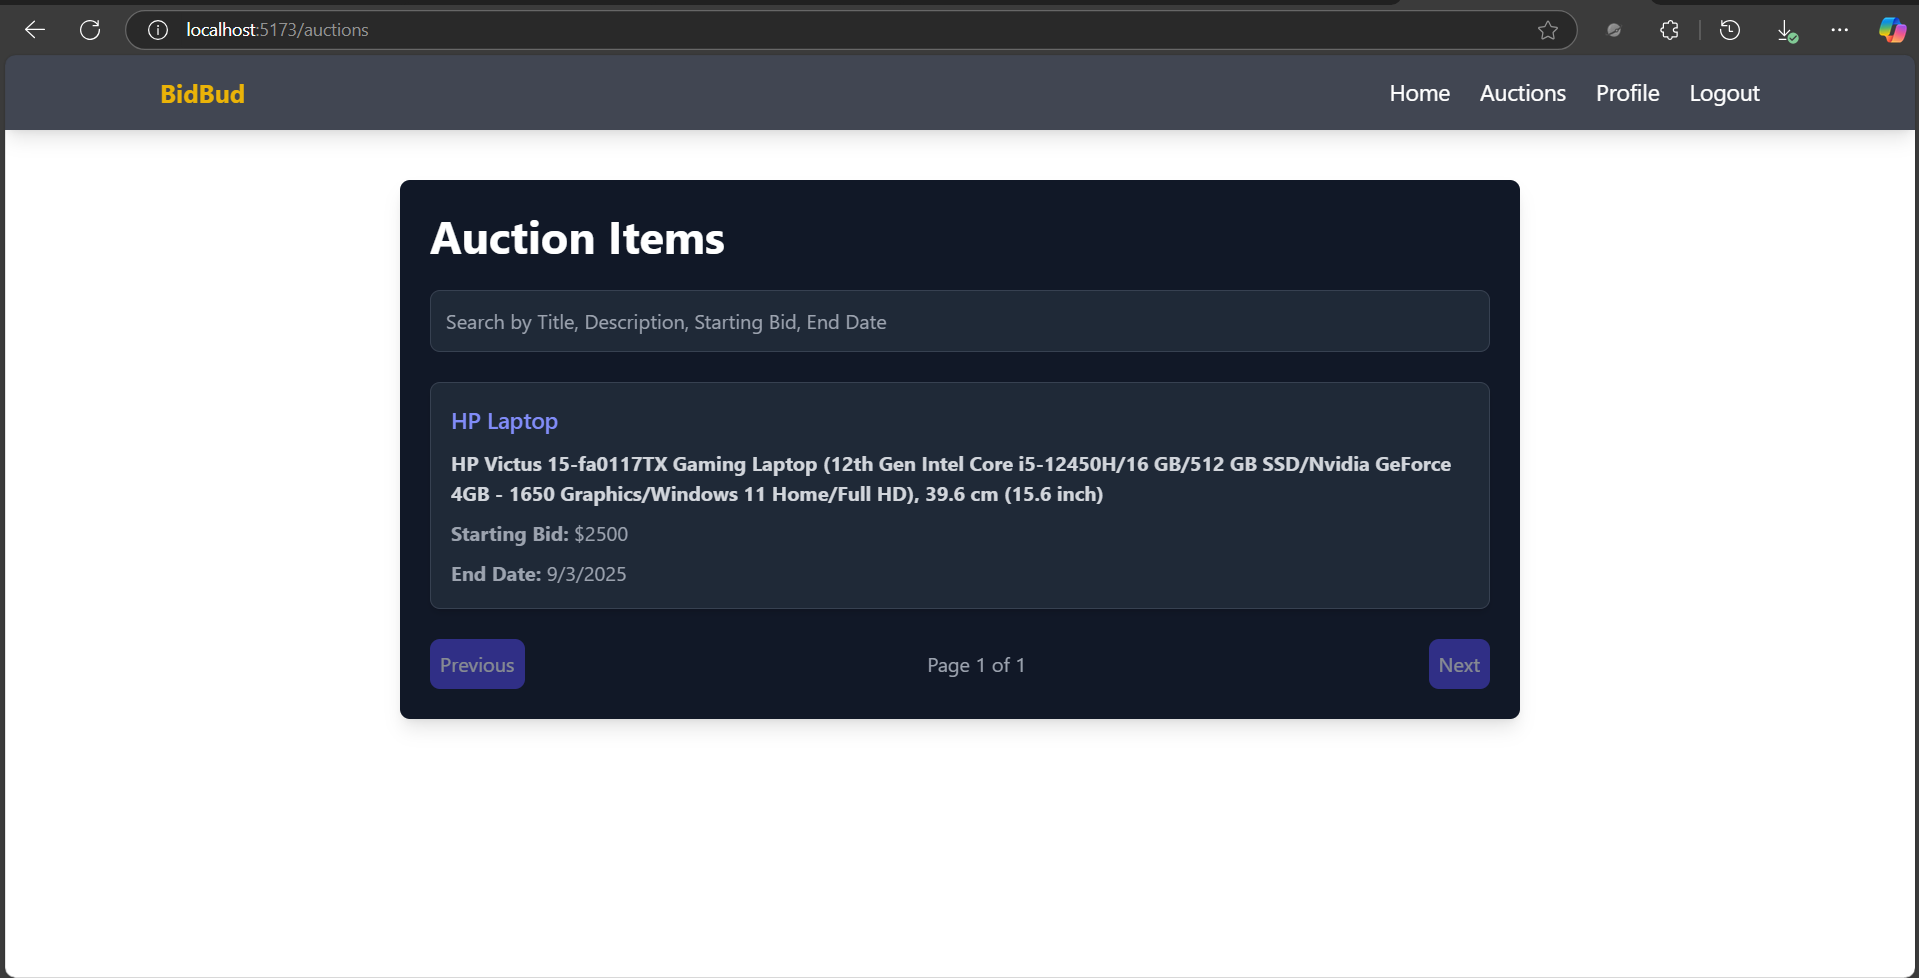 localhost:5173/auctions
BidBud
Home Auctions Profile Logout
Auction Items
Search by Title, Description, Starting Bid, End Date
HP Laptop
HP Victus 15-fa0117TX Gaming Laptop (12th Gen Intel Core i5-12450H/16 GB/512 GB SSD/Nvidia GeForce
4GB - 1650 Graphics/Windows 11 Home/Full HD), 39.6 cm (15.6 inch)
Starting Bid: $2500
End Date: 9/3/2025
Previous Page 1 of 1 Next